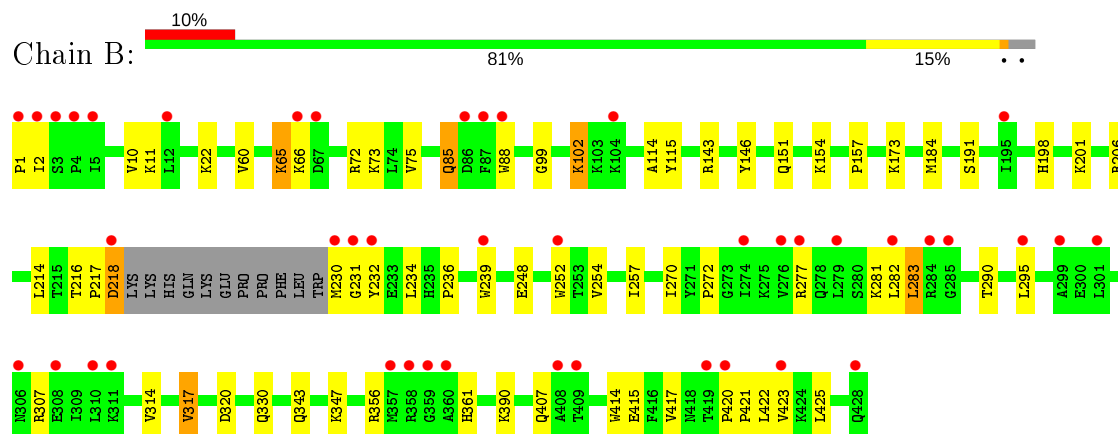 10%
Chain B:
81% 15% • •
P1 I2 S3 P4 I5 V10 K11 L12 K22 V60 K65 K66 D67 R72 K73 L74 V75 Q85 D86 F87 W88 G99 K102 K103 K104 A114 Y115 R143 Y146 Q151 K154 P157 K173 M184 S191 I195 H198 K201
L214 T215 T216 P217 D218 LYS LYS HIS GLN LYS GLU PRO PRO PHE LEU TRP M230 G231 Y232 E233 L234 H235 P236 W239 E248 W252 T253 V254 I257 I270 Y271 P272 G273 I274 K275 V276 R277 Q278 L279 S280 K281 L282 L283 R284 G285 T290 L295 A299 E300 L301
N306 R307 E308 I309 L310 K311 V314 V317 D320 Q330 Q343 K347 R356 M357 R358 G359 A360 H361 K390 Q407 A408 T409 W414 E415 F416 V417 N418 T419 P420 P421 L422 V423 K424 L425 Q428